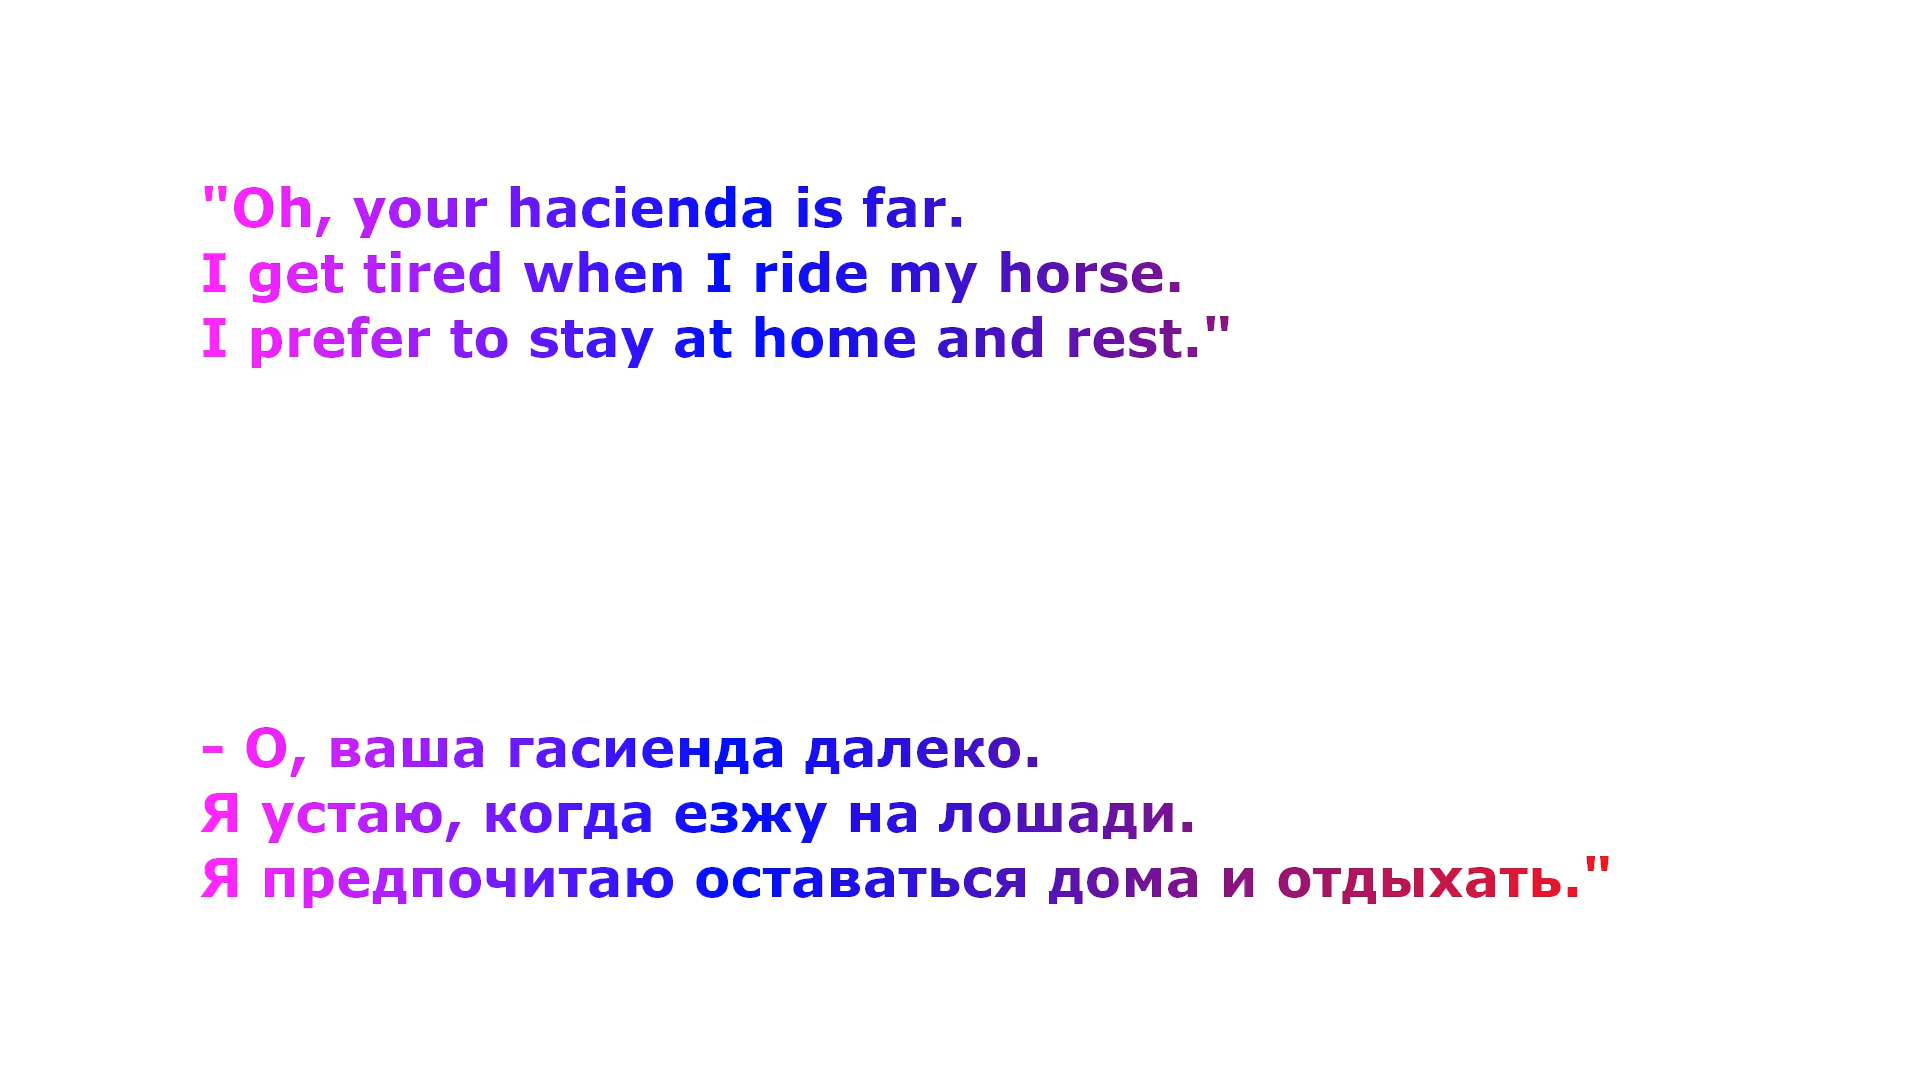 "Oh, your hacienda is far.
I get tired when I ride my horse.
I prefer to stay at home and rest."
- О, ваша гасиенда далеко.
Я устаю, когда езжу на лошади.
Я предпочитаю оставаться дома и отдыхать."